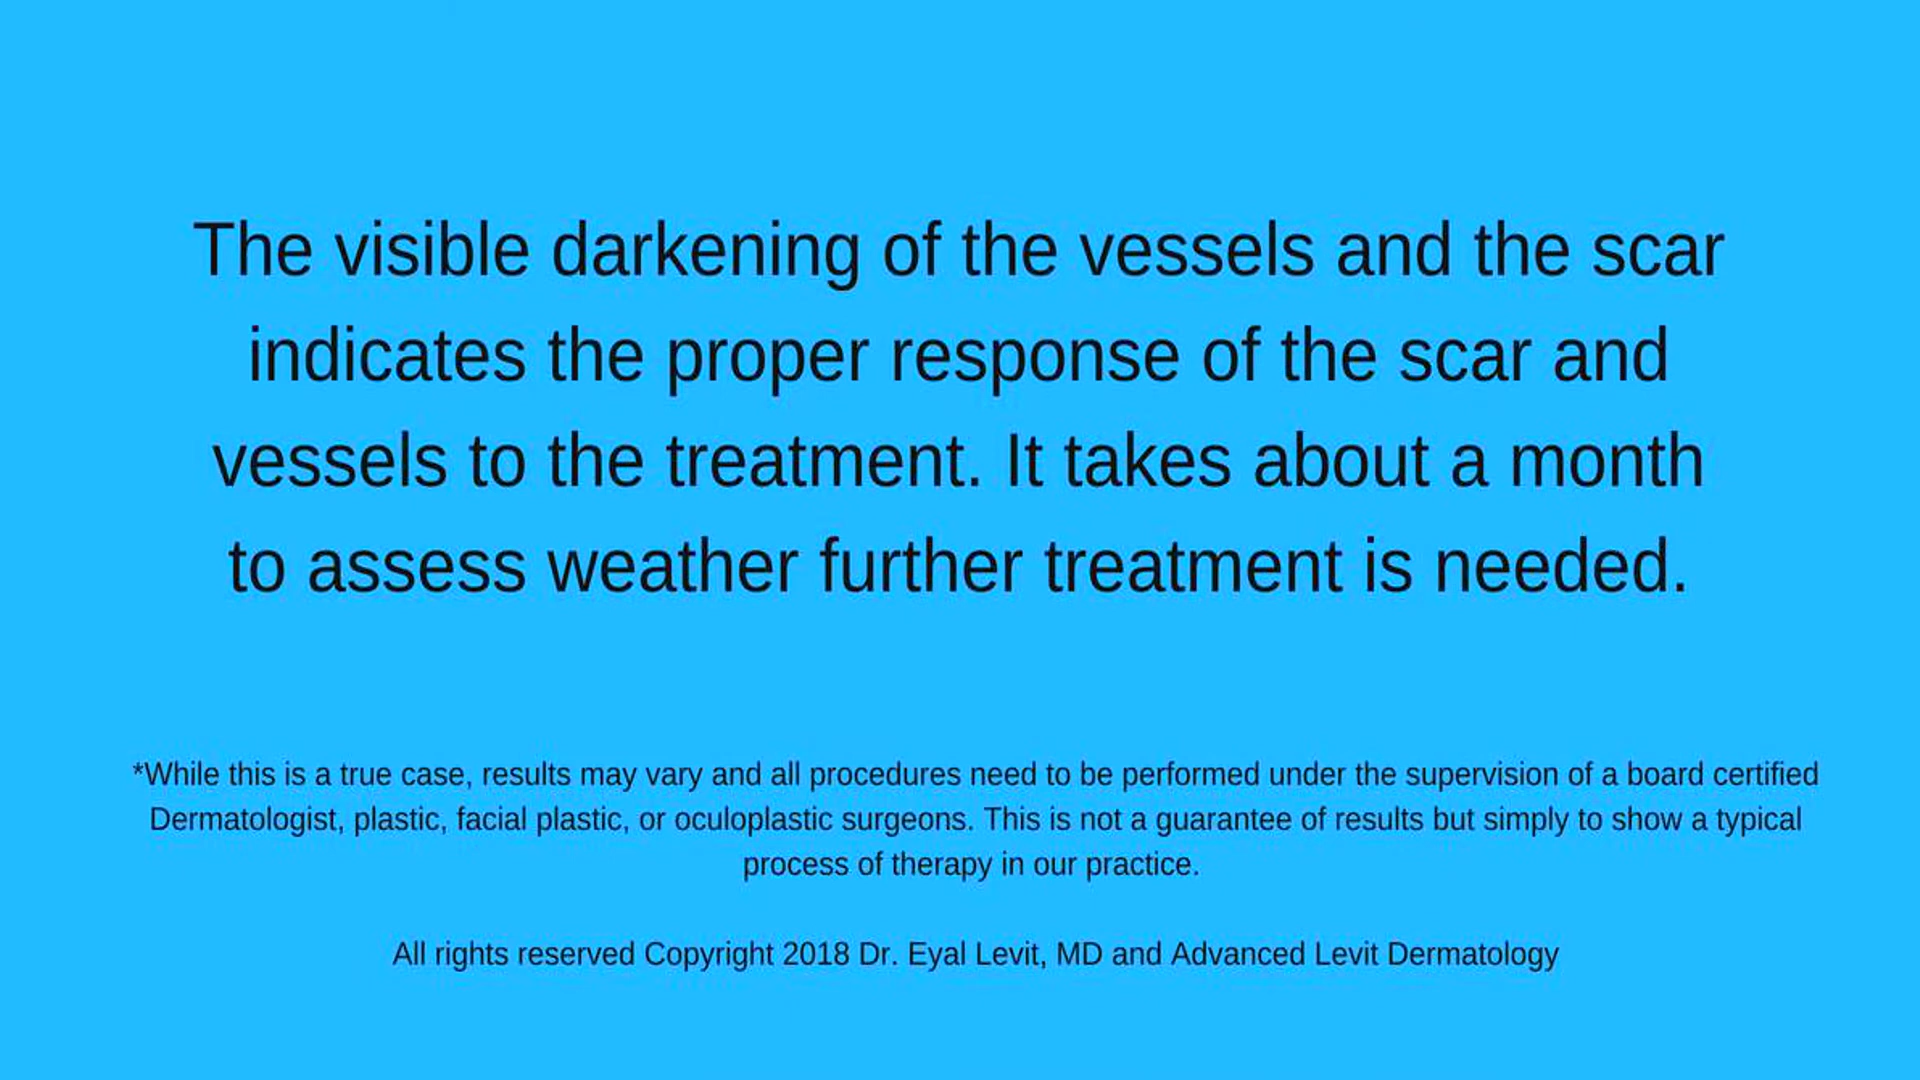 The visible darkening of the vessels and the scar
indicates the proper response of the scar and
vessels to the treatment. It takes about a month
to assess weather further treatment is needed.
*While this is a true case, results may vary and all procedures need to be performed under the supervision of a board certified
Dermatologist, plastic, facial plastic, or oculoplastic surgeons. This is not a guarantee of results but simply to show a typical
process of therapy in our practice.
All rights reserved Copyright 2018 Dr. Eyal Levit, MD and Advanced Levit Dermatology